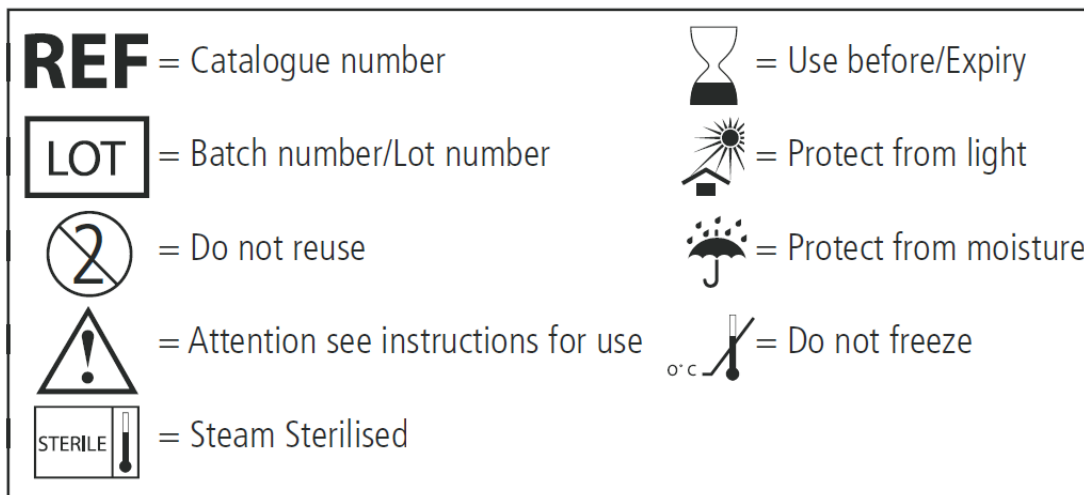 REF = Catalogue number
LOT = Batch number/Lot number
2 = Do not reuse
! = Attention see instructions for use
STERILE = Steam Sterilised
= Use before/Expiry
= Protect from light
= Protect from moisture
0°C = Do not freeze